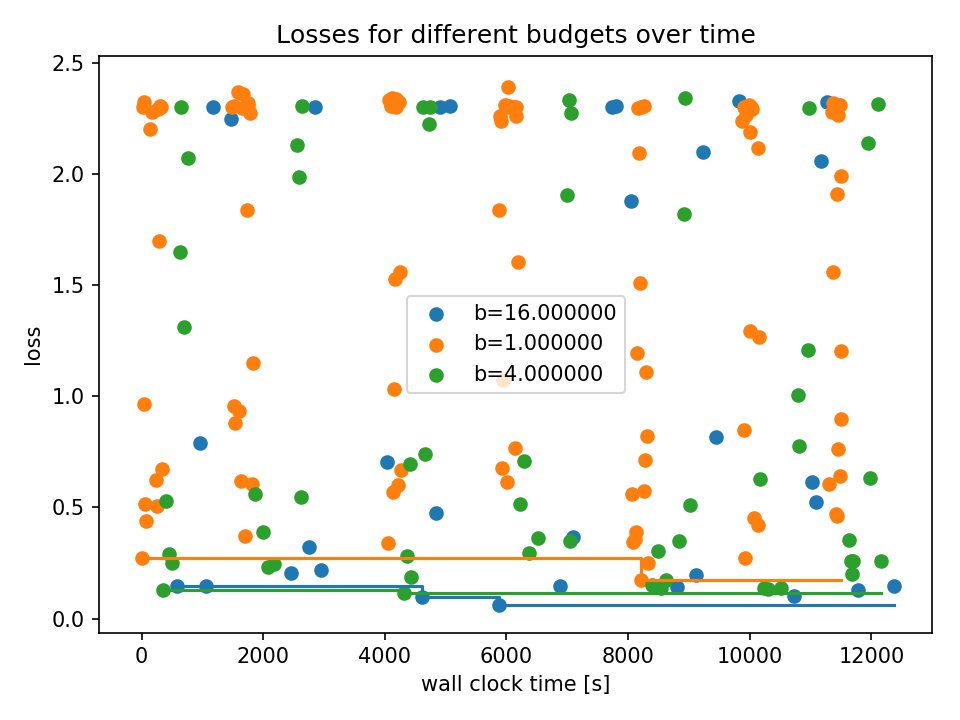 Losses for different budgets over time
2.5
2.0
1.5
1.0
0.5
0.0
loss
b=16.000000
b=1.000000
b=4.000000
0 2000 4000 6000 8000 10000 12000
wall clock time [s]